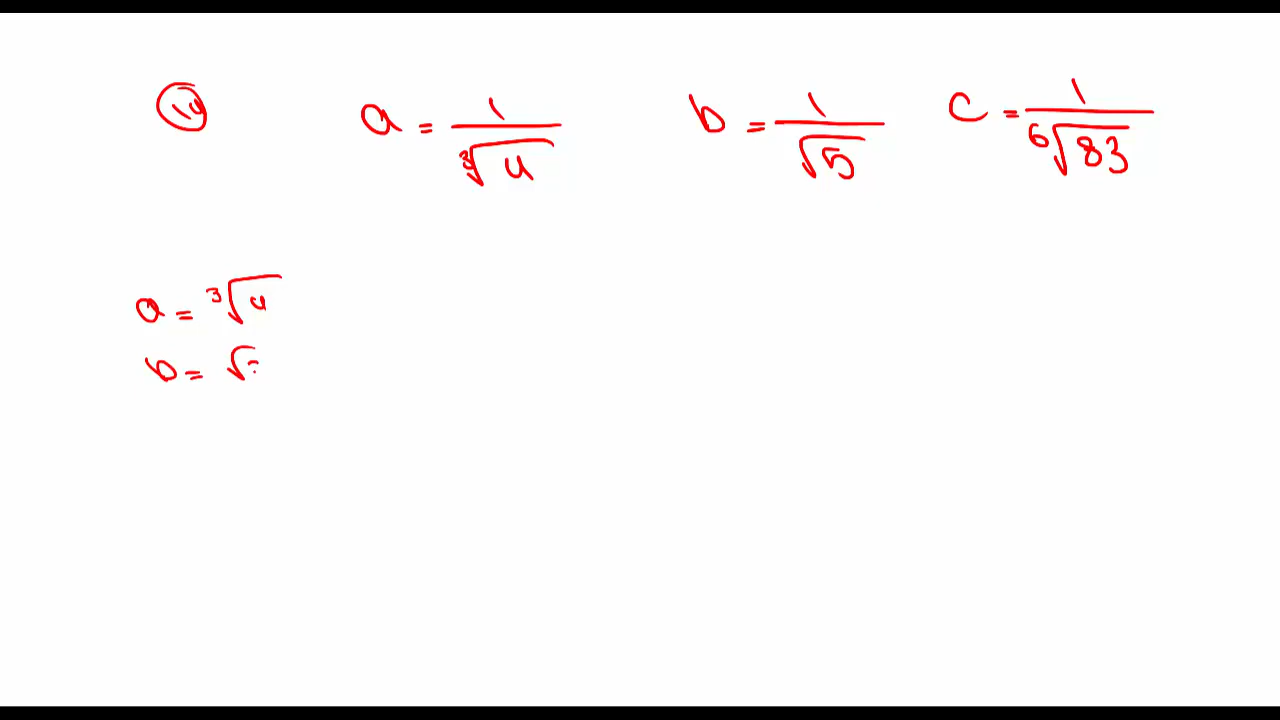 14 a = 1/∛4 b = 1/√5 c = 1/⁶√83
a = ∛4
b = √